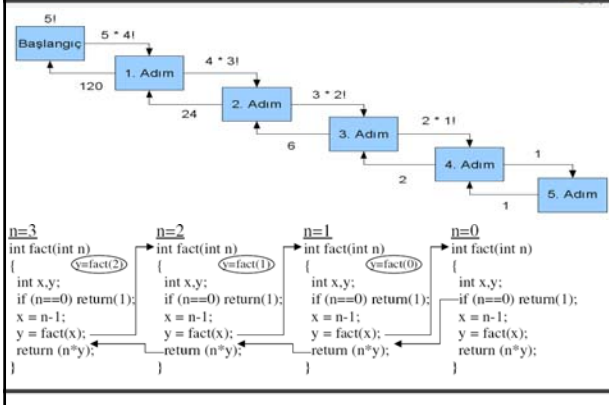 5!
Başlangıç
5 * 4!
1. Adım
120
4 * 3!
2. Adım
24
3 * 2!
3. Adım
6
2 * 1!
4. Adım
2
1
5. Adım
1
n=3
int fact(int n)
{ y=fact(2)
int x,y;
if (n==0) return(1);
x = n-1;
y = fact(x);
return (n*y);
}
n=2
int fact(int n)
{ y=fact(1)
int x,y;
if (n==0) return(1);
x = n-1;
y = fact(x);
return (n*y);
}
n=1
int fact(int n)
{ y=fact(0)
int x,y;
if (n==0) return(1);
x = n-1;
y = fact(x);
return (n*y);
}
n=0
int fact(int n)
{
int x,y;
if (n==0) return(1);
x = n-1;
y = fact(x);
return (n*y);
}